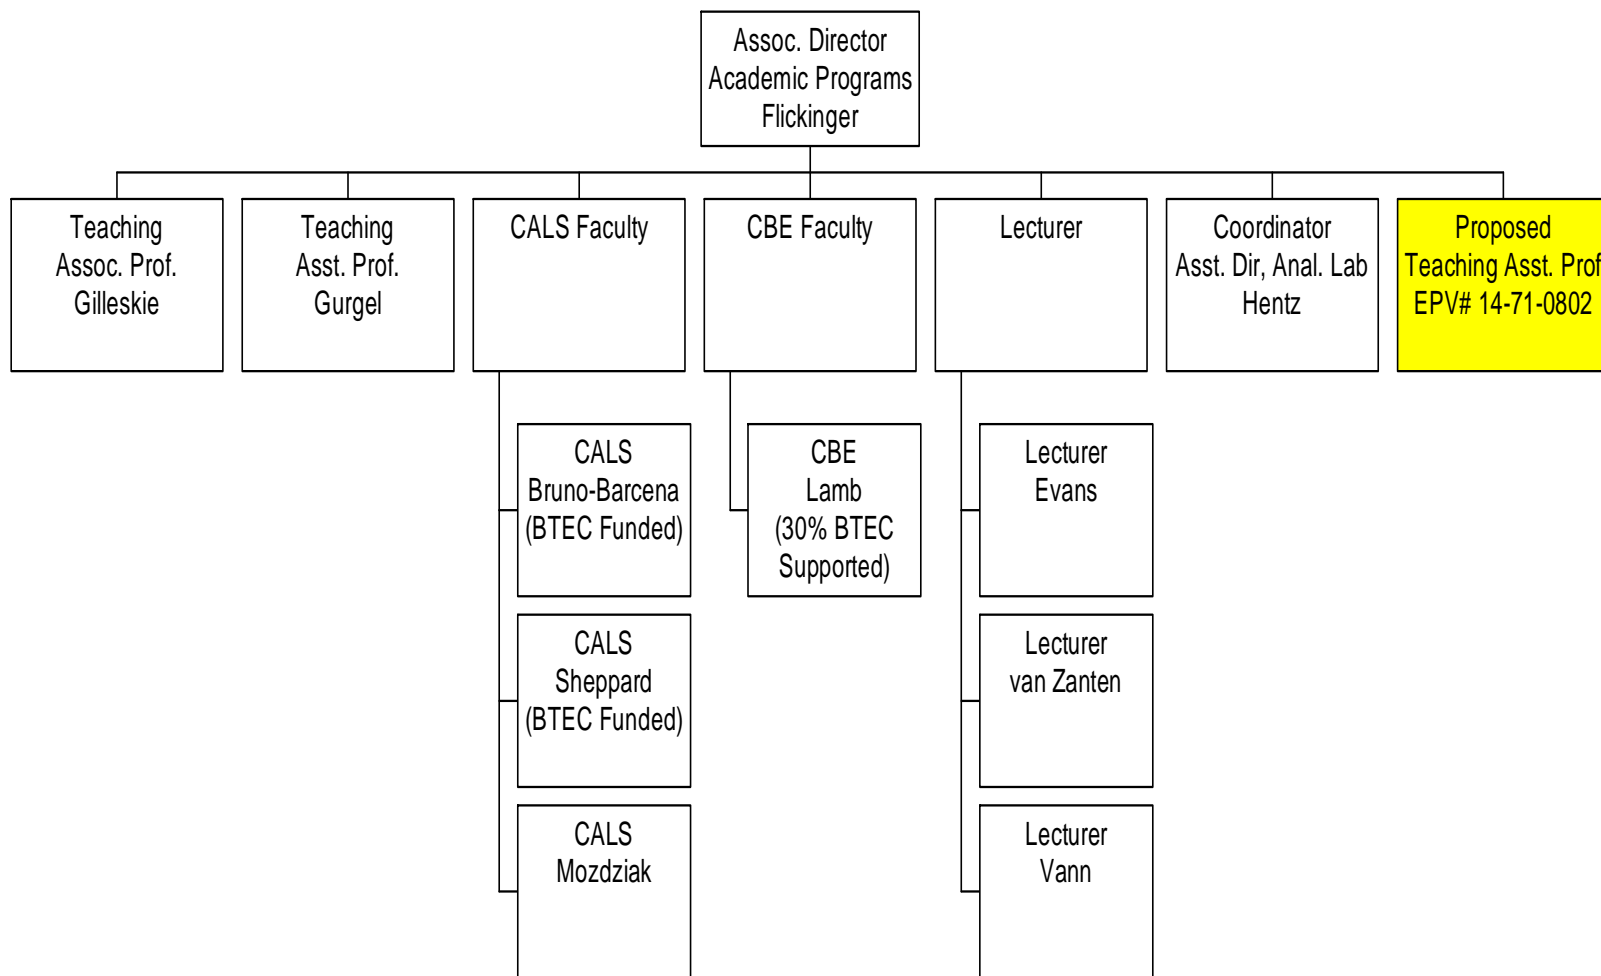 Assoc. Director
Academic Programs
Flickinger
Teaching
Assoc. Prof.
Gilleskie
Teaching
Asst. Prof.
Gurgel
CALS Faculty
CBE Faculty
Lecturer
Coordinator
Asst. Dir, Anal. Lab
Hentz
Proposed
Teaching Asst. Prof
EPV# 14-71-0802
CALS
Bruno-Barcena
(BTEC Funded)
CALS
Sheppard
(BTEC Funded)
CALS
Mozdziak
CBE
Lamb
(30% BTEC
Supported)
Lecturer
Evans
Lecturer
van Zanten
Lecturer
Vann